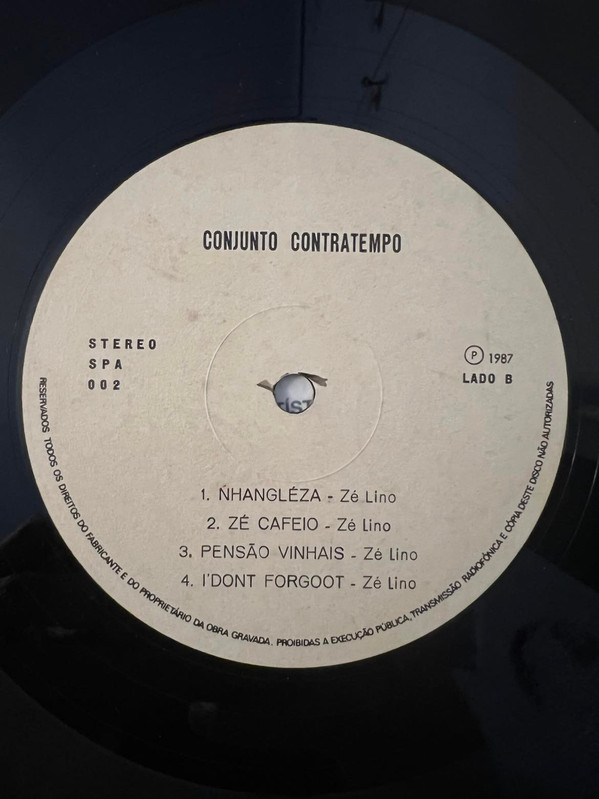 CONJUNTO CONTRATEMPO
STEREO
SPA
002
℗ 1987
LADO B
ÍST
1. ÑHANGLÉZA - Zé Lino
2. ZÉ CAFEIO - Zé Lino
3. PENSÃO VINHAIS - Zé Lino
4. I'DONT FORGOOT - Zé Lino
RESERVADOS TODOS OS DIREITOS DO FABRICANTE E DO PROPRIETÁRIO DA OBRA GRAVADA. PROIBIDAS A EXECUÇÃO PÚBLICA, TRANSMISSÃO RADIOFÓNICA E CÓPIA DESTE DISCO NÃO AUTORIZADAS